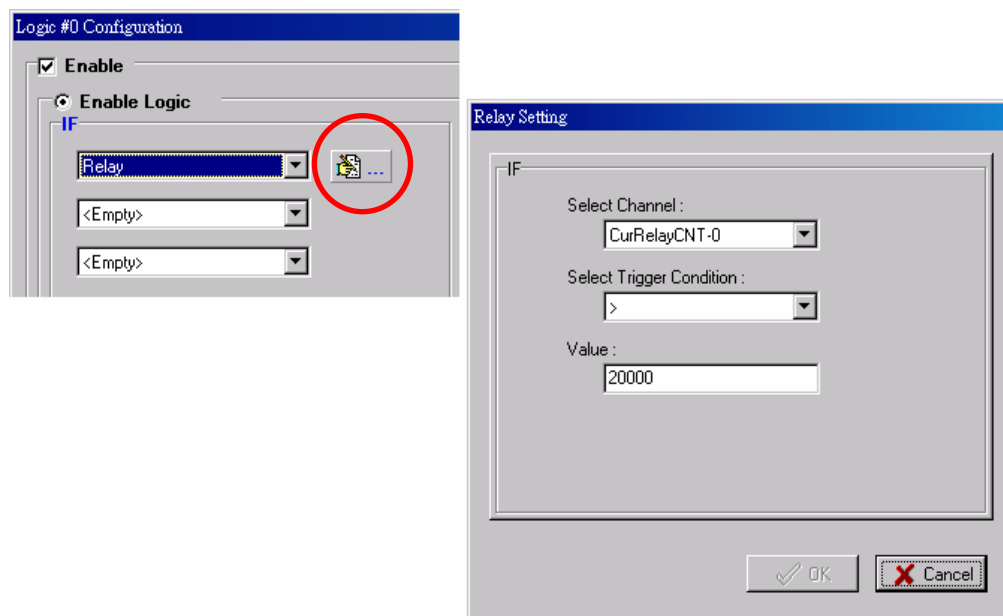 Logic #0 Configuration
Enable
Enable Logic
IF
Relay
...
<Empty>
<Empty>
Relay Setting
IF
Select Channel :
CurRelayCNT-0
Select Trigger Condition :
>
Value :
20000
OK
Cancel